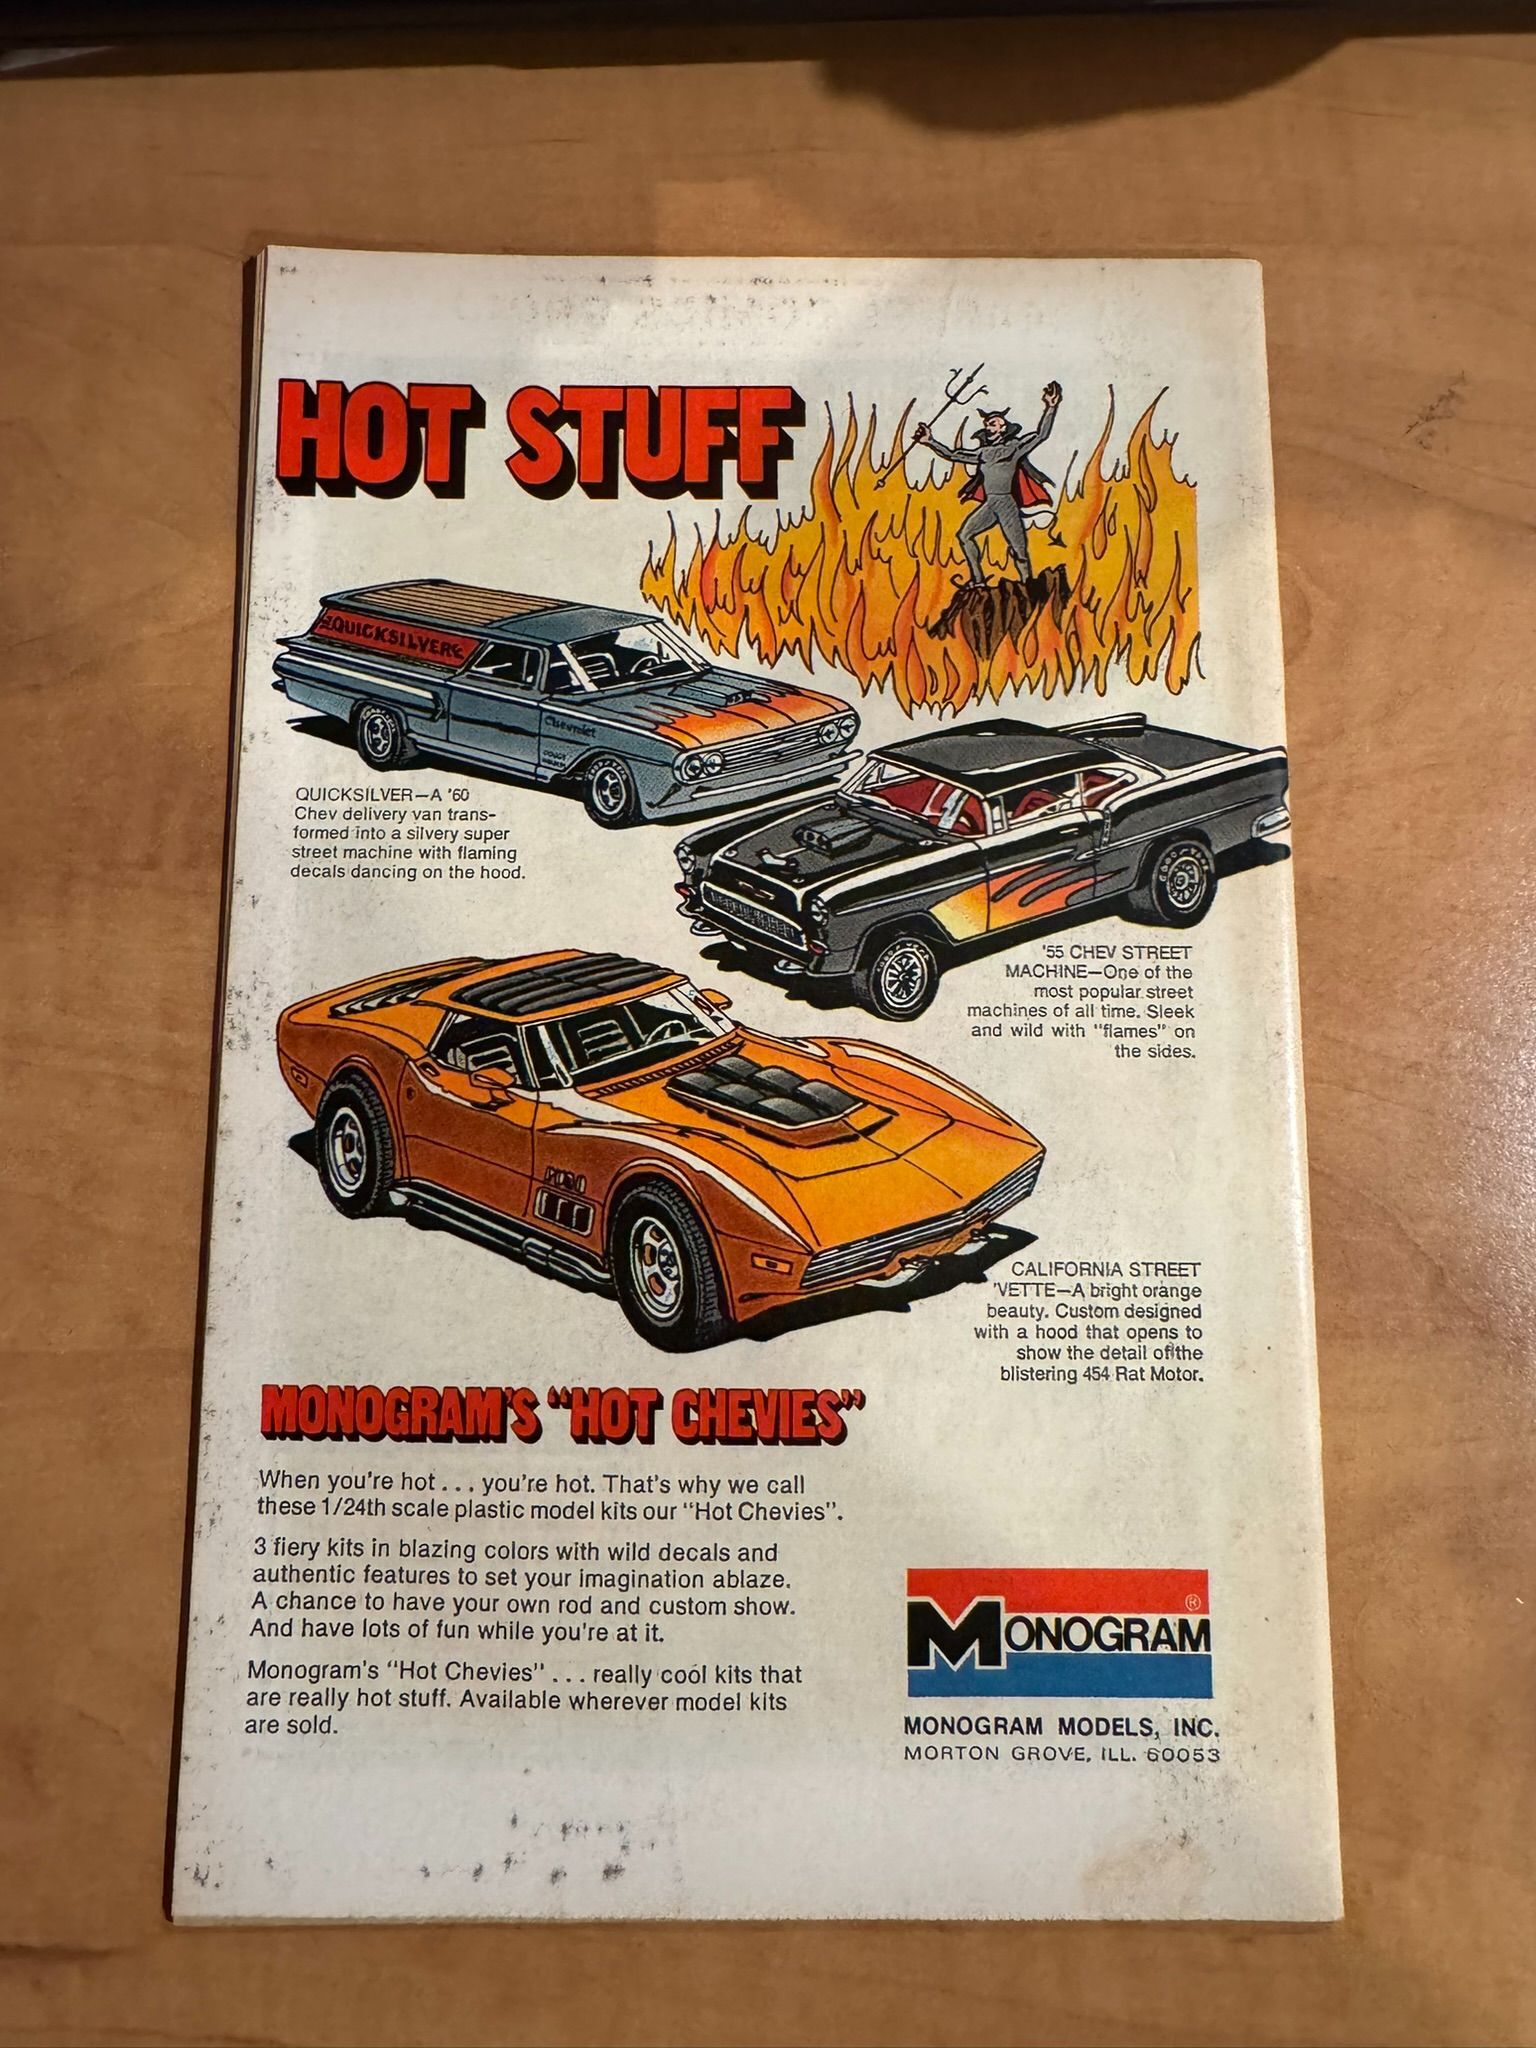 HOT STUFF
QUICKSILVER
Chevrolet
QUICKSILVER—A '60
Chev delivery van trans-
formed into a silvery super
street machine with flaming
decals dancing on the hood.
'55 CHEV STREET
MACHINE—One of the
most popular street
machines of all time. Sleek
and wild with "flames" on
the sides.
CALIFORNIA STREET
'VETTE—A bright orange
beauty. Custom designed
with a hood that opens to
show the detail of the
blistering 454 Rat Motor.
MONOGRAM'S "HOT CHEVIES"
When you're hot . . . you're hot. That's why we call
these 1/24th scale plastic model kits our "Hot Chevies".
3 fiery kits in blazing colors with wild decals and
authentic features to set your imagination ablaze.
A chance to have your own rod and custom show.
And have lots of fun while you're at it.
Monogram's "Hot Chevies" . . . really cool kits that
are really hot stuff. Available wherever model kits
are sold.
MONOGRAM®
MONOGRAM MODELS, INC.
MORTON GROVE, ILL. 60053